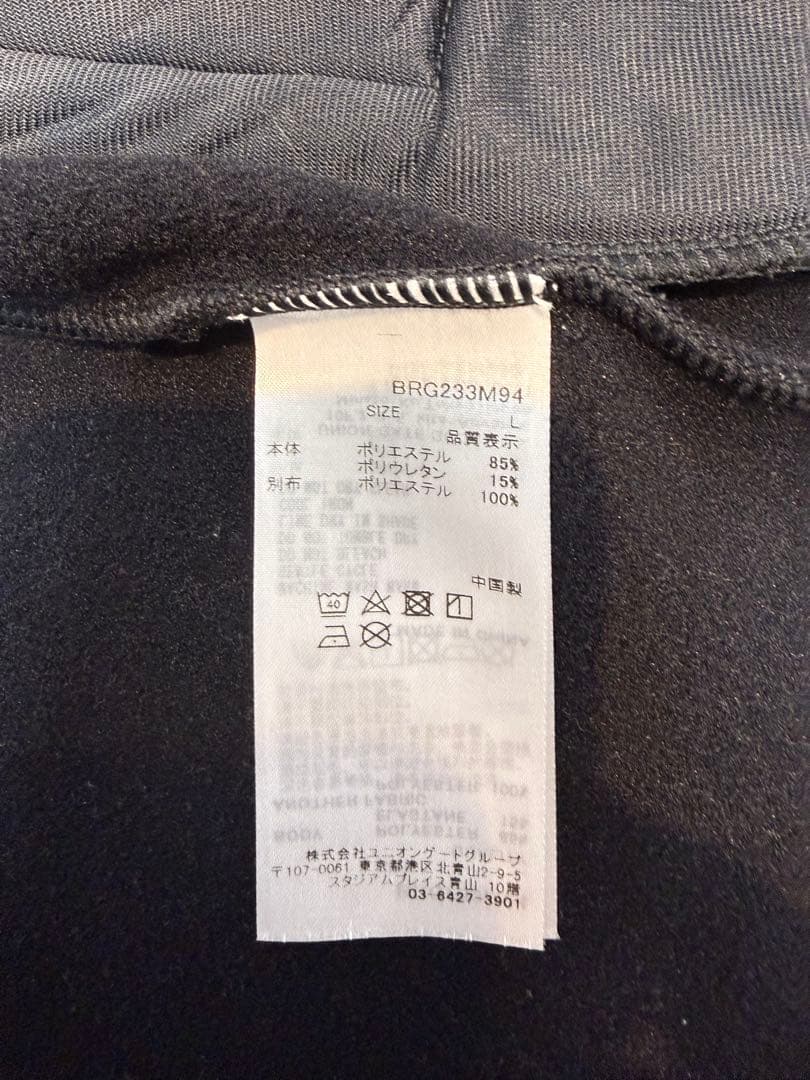 BRG233M94
SIZE L
品質表示
本体 ポリエステル 85%
ポリウレタン 15%
別布 ポリエステル 100%
中国製
40
株式会社ユニオンゲートグループ
〒107-0061 東京都港区北青山2-9-5
スタジアムプレイス青山 10階
03-6427-3901